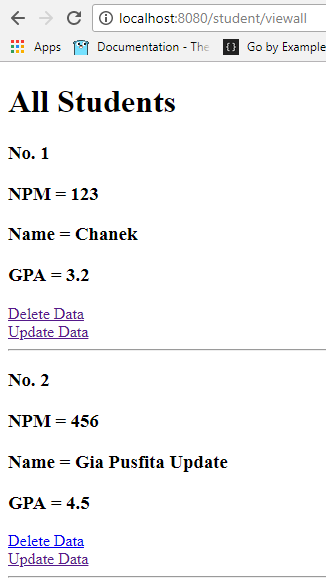 localhost:8080/student/viewall
Apps Documentation - The Go by Example
All Students
No. 1
NPM = 123
Name = Chanek
GPA = 3.2
Delete Data
Update Data
No. 2
NPM = 456
Name = Gia Pusfita Update
GPA = 4.5
Delete Data
Update Data